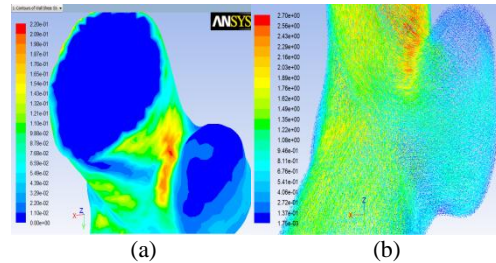 ANSYS
2.20e-01
2.09e-01
1.98e-01
1.87e-01
1.76e-01
1.65e-01
1.54e-01
1.43e-01
1.32e-01
1.21e-01
1.10e-01
9.90e-02
8.80e-02
7.70e-02
6.60e-02
5.50e-02
4.40e-02
3.30e-02
2.20e-02
1.10e-02
0.00e+00
X
Z
(a)
2.70e+00
2.56e+00
2.43e+00
2.29e+00
2.16e+00
2.03e+00
1.89e+00
1.76e+00
1.62e+00
1.49e+00
1.35e+00
1.22e+00
1.08e+00
9.46e-01
8.11e-01
6.76e-01
5.41e-01
4.06e-01
2.72e-01
1.37e-01
1.75e-03
X
Z
(b)